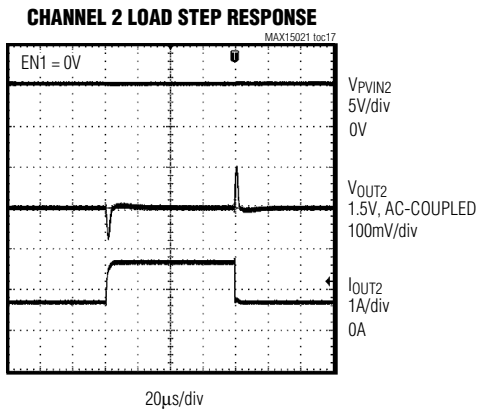 CHANNEL 2 LOAD STEP RESPONSE
MAX15021 toc17
EN1 = 0V
T
VPVIN2
5V/div
0V
VOUT2
1.5V, AC-COUPLED
100mV/div
IOUT2
1A/div
0A
20μs/div